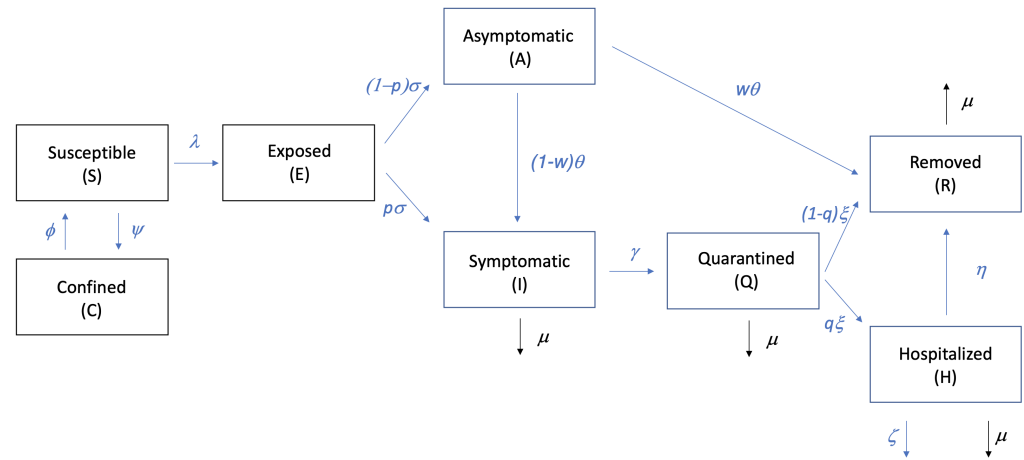 Asymptomatic
(A)
(1–p)σ
wθ
μ
Susceptible
(S)
λ
Exposed
(E)
(1-w)θ
Removed
(R)
pσ
(1-q)ξ
ϕ
ψ
Symptomatic
(I)
γ
Quarantined
(Q)
η
Confined
(C)
qξ
μ
μ
Hospitalized
(H)
ζ
μ